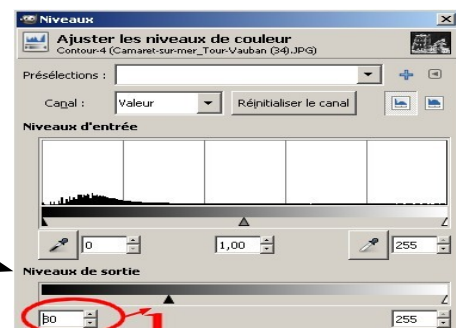 Niveaux
Ajuster les niveaux de couleur
Contour-4 (Camaret-sur-mer_Tour-Vauban (34).JPG)
Présélections :
Canal : Valeur Réinitialiser le canal
Niveaux d'entrée
0 1,00 255
Niveaux de sortie
80 255
1